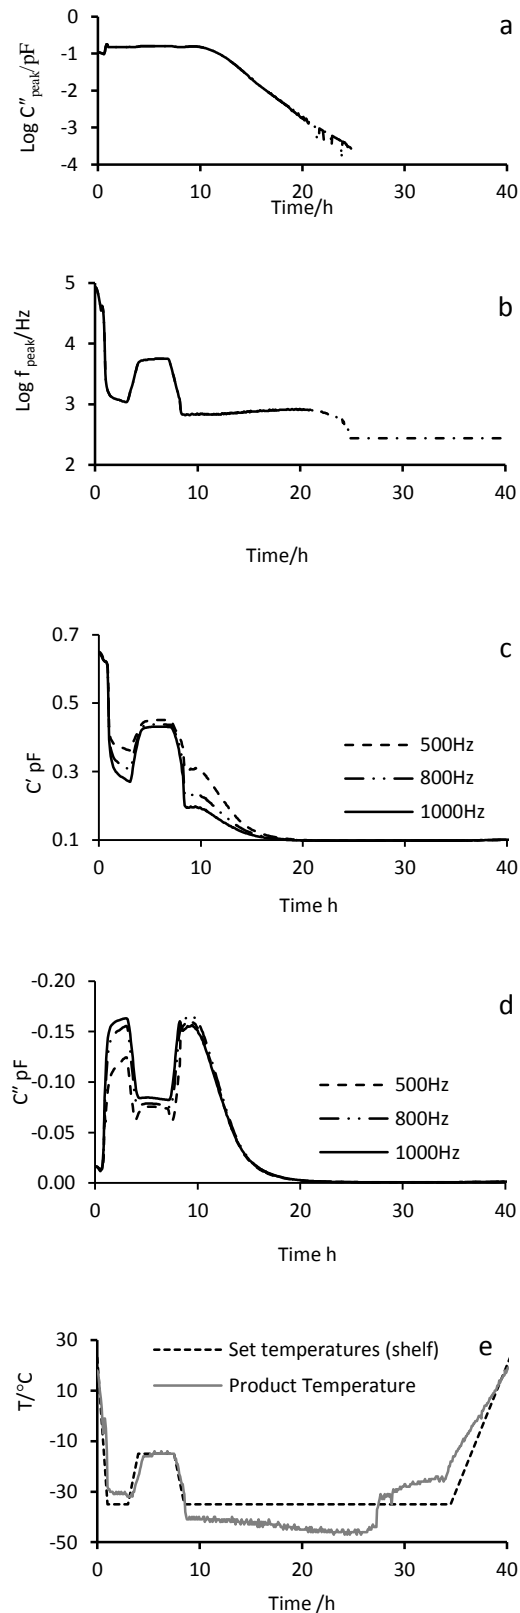 a
0
-1
-2
-3
-4
Log C″peak/pF
0 10 20 30 40
Time/h
b
5
4
3
2
Log f peak/Hz
0 10 20 30 40
Time/h
c
0.7
0.5
0.3
0.1
C′ pF
500Hz
800Hz
1000Hz
0 10 20 30 40
Time h
d
-0.20
-0.15
-0.10
-0.05
0.00
C″ pF
500Hz
800Hz
1000Hz
0 10 20 30 40
Time h
e
30
10
-10
-30
-50
T/°C
Set temperatures (shelf)
Product Temperature
0 10 20 30 40
Time /h